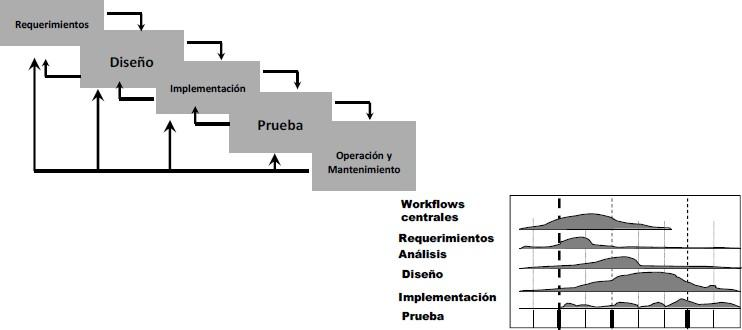 Requerimientos
Diseño
Implementación
Prueba
Operación y
Mantenimiento
Workflows
centrales
Requerimientos
Análisis
Diseño
Implementación
Prueba